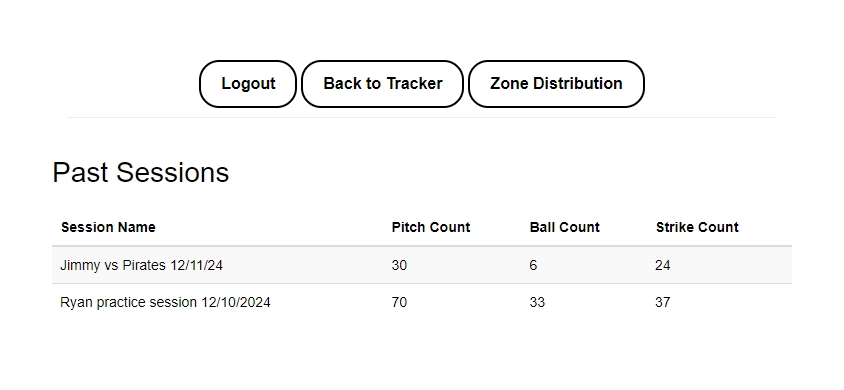 Logout Back to Tracker Zone Distribution
Past Sessions
Session Name Pitch Count Ball Count Strike Count
Jimmy vs Pirates 12/11/24 30 6 24
Ryan practice session 12/10/2024 70 33 37